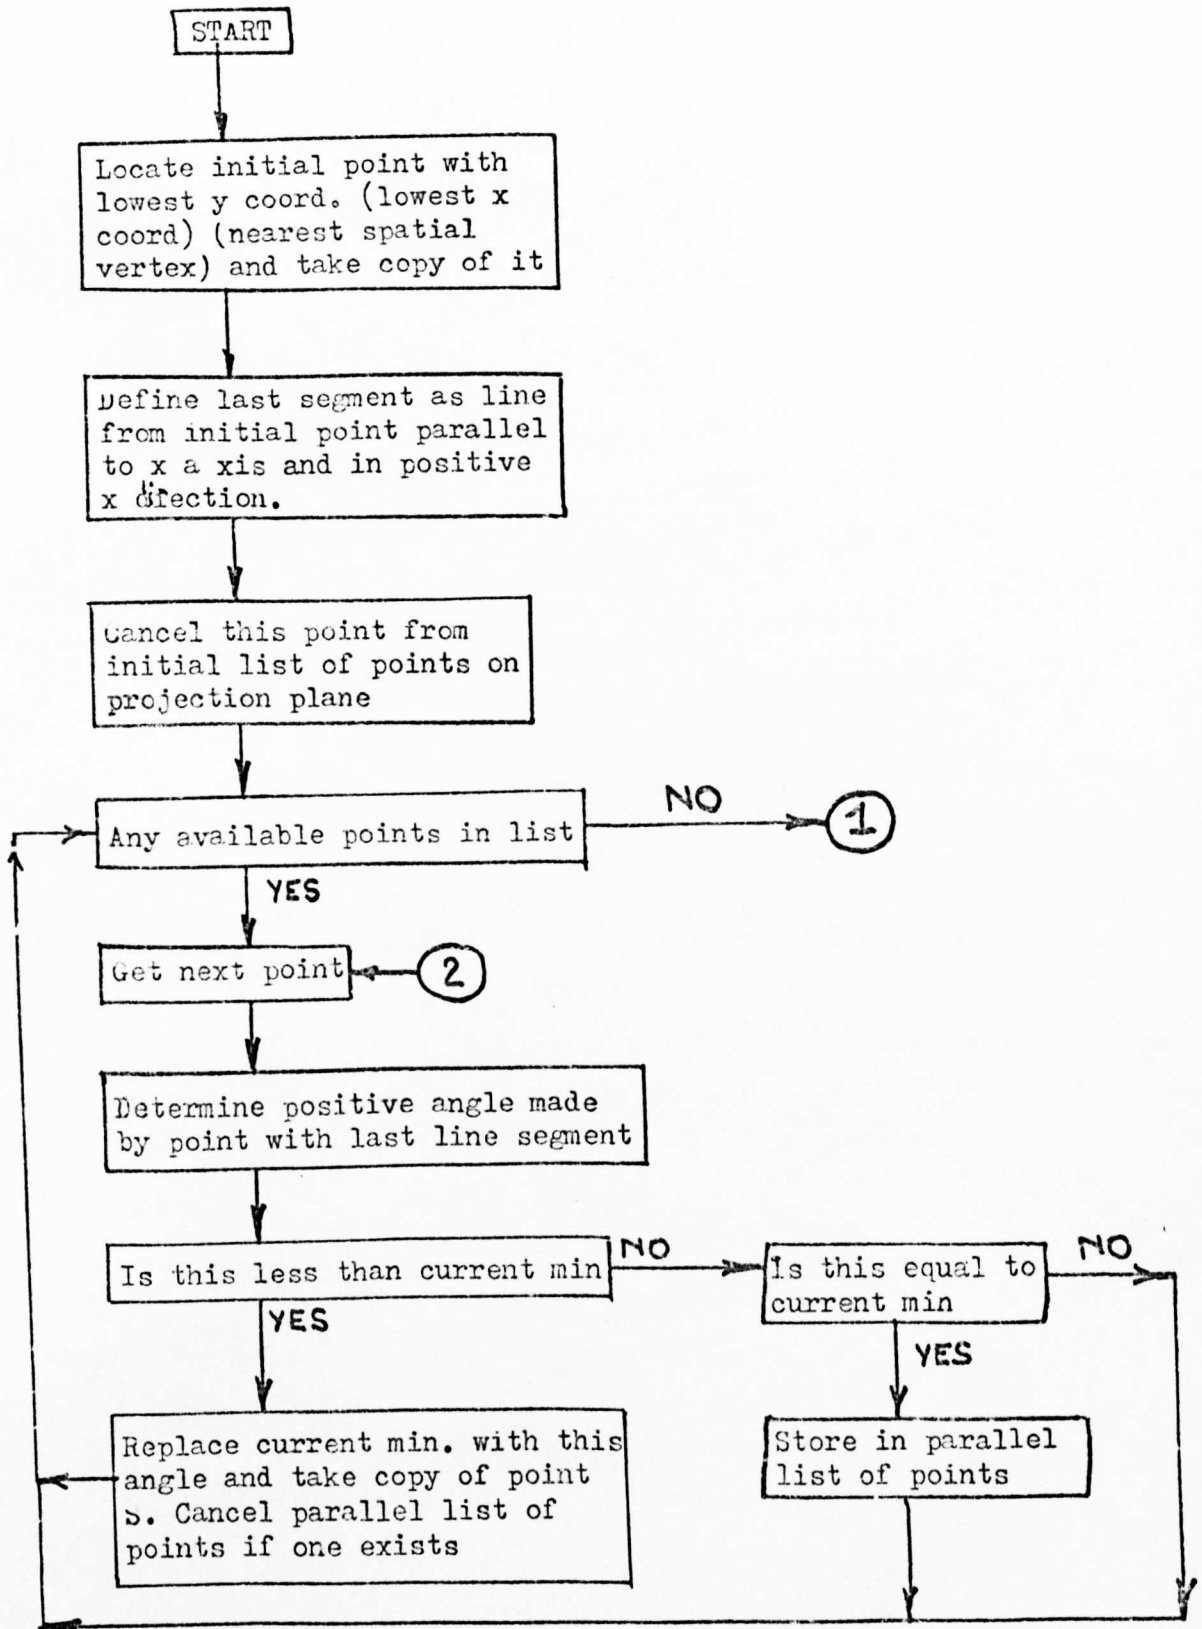 START
Locate initial point with
lowest y coord. (lowest x
coord) (nearest spatial
vertex) and take copy of it
Define last segment as line
from initial point parallel
to x a xis and in positive
x direction.
Cancel this point from
initial list of points on
projection plane
Any available points in list
NO
1
YES
Get next point
2
Determine positive angle made
by point with last line segment
Is this less than current min
NO
Is this equal to
current min
NO
YES
YES
Replace current min. with this
angle and take copy of point
S. Cancel parallel list of
points if one exists
Store in parallel
list of points